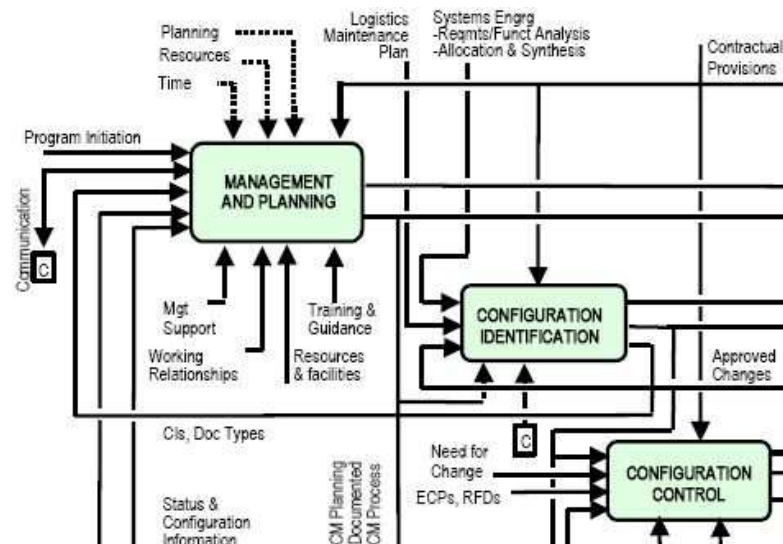 Planning
Resources
Time
Logistics
Maintenance
Plan
Systems Engrg
-Reqmts/Funct Analysis
-Allocation & Synthesis
Contractual
Provisions
Program Initiation
MANAGEMENT
AND PLANNING
Communication
C
Mgt
Support
Training &
Guidance
Working
Relationships
Resources
& facilities
CONFIGURATION
IDENTIFICATION
Approved
Changes
CIs, Doc Types
C
Need for
Change
ECPs, RFDs
CONFIGURATION
CONTROL
Status &
Configuration
Information
CM Planning
Documented
CM Process